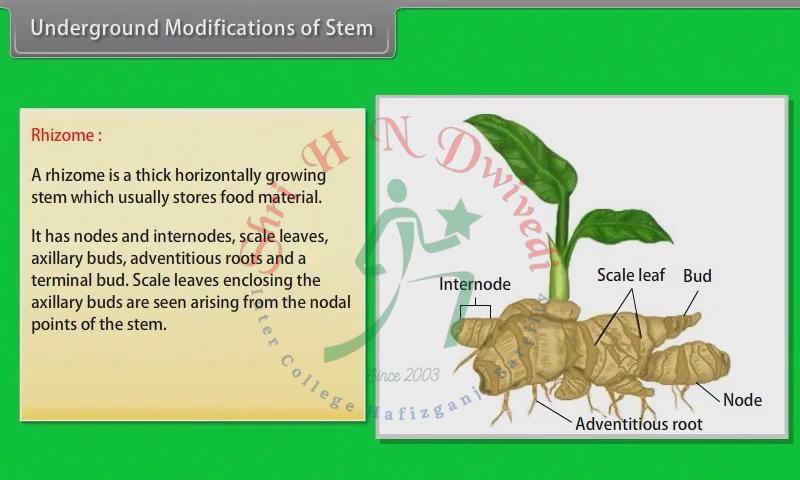 Underground Modifications of Stem
Rhizome :
A rhizome is a thick horizontally growing
stem which usually stores food material.
It has nodes and internodes, scale leaves,
axillary buds, adventitious roots and a
terminal bud. Scale leaves enclosing the
axillary buds are seen arising from the nodal
points of the stem.
Shri H N Dwivedi
Internode
Scale leaf
Bud
Node
Adventitious root
Since 2003
Inter College Hafizganj Bareilly